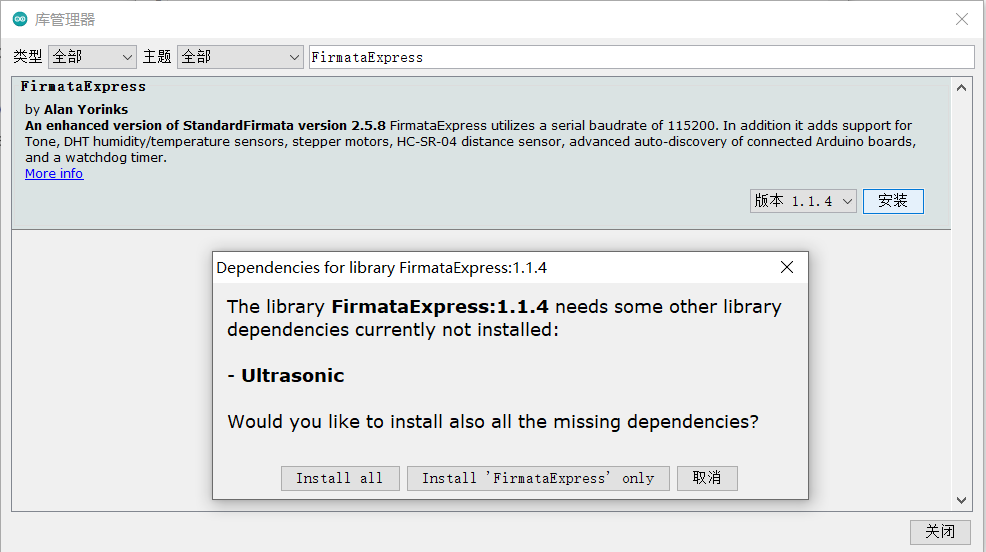 库管理器
类型 全部 主题 全部 FirmataExpress
FirmataExpress
by Alan Yorinks
An enhanced version of StandardFirmata version 2.5.8 FirmataExpress utilizes a serial baudrate of 115200. In addition it adds support for
Tone, DHT humidity/temperature sensors, stepper motors, HC-SR-04 distance sensor, advanced auto-discovery of connected Arduino boards,
and a watchdog timer.
More info
版本 1.1.4 安装
Dependencies for library FirmataExpress:1.1.4
The library FirmataExpress:1.1.4 needs some other library
dependencies currently not installed:
- Ultrasonic
Would you like to install also all the missing dependencies?
Install all Install 'FirmataExpress' only 取消
关闭